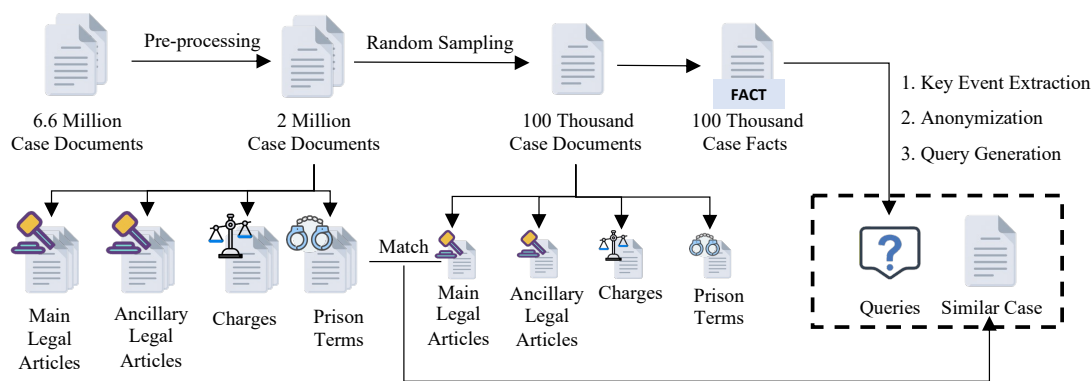 Pre-processing
Random Sampling
FACT
6.6 Million
Case Documents
2 Million
Case Documents
100 Thousand
Case Documents
100 Thousand
Case Facts
1. Key Event Extraction
2. Anonymization
3. Query Generation
Match
Main
Legal
Articles
Ancillary
Legal
Articles
Charges
Prison
Terms
Main
Legal
Articles
Ancillary
Legal
Articles
Charges
Prison
Terms
?
Queries
Similar Case